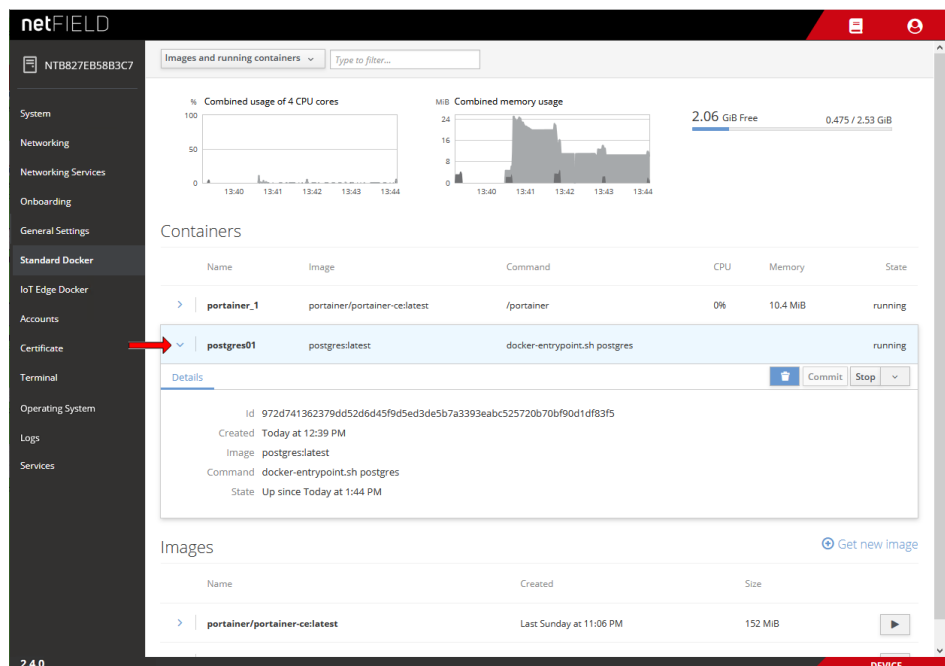 netFIELD
NTB827EB58B3C7
System
Networking
Networking Services
Onboarding
General Settings
Standard Docker
IoT Edge Docker
Accounts
Certificate
Terminal
Operating System
Logs
Services
2.4.0
Images and running containers
Type to filter...
% Combined usage of 4 CPU cores
100
50
0
13:40 13:41 13:42 13:43 13:44
MiB Combined memory usage
24
16
8
0
13:40 13:41 13:42 13:43 13:44
2.06 GiB Free 0.475 / 2.53 GiB
Containers
Name Image Command CPU Memory State
portainer_1 portainer/portainer-ce:latest /portainer 0% 10.4 MiB running
postgres01 postgres:latest docker-entrypoint.sh postgres running
Details Commit Stop
Id 972d741362379dd52d6d45f9d5ed3de5b7a3393eabc525720b70bf90d1df83f5
Created Today at 12:39 PM
Image postgres:latest
Command docker-entrypoint.sh postgres
State Up since Today at 1:44 PM
Images Get new image
Name Created Size
portainer/portainer-ce:latest Last Sunday at 11:06 PM 152 MiB
DEVICE